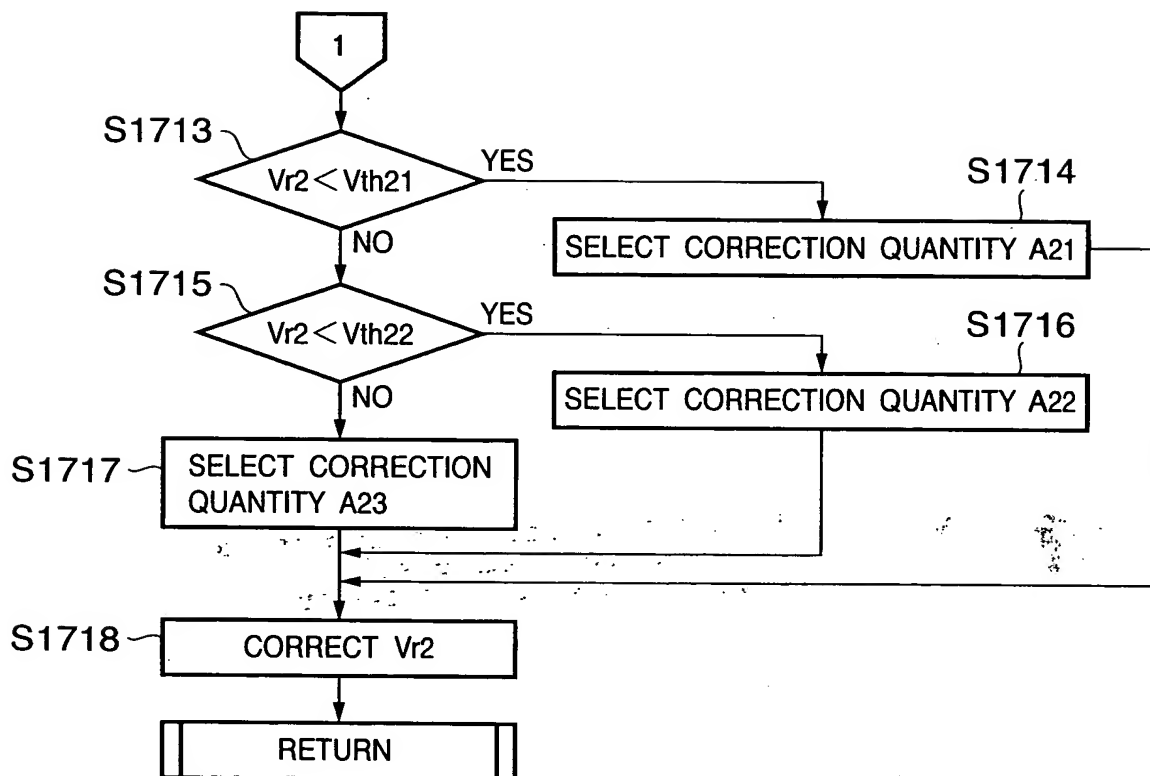 1
S1713
Vr2<Vth21
YES
S1714
SELECT CORRECTION QUANTITY A21
NO
S1715
Vr2<Vth22
YES
S1716
SELECT CORRECTION QUANTITY A22
NO
S1717
SELECT CORRECTION
QUANTITY A23
S1718
CORRECT Vr2
RETURN